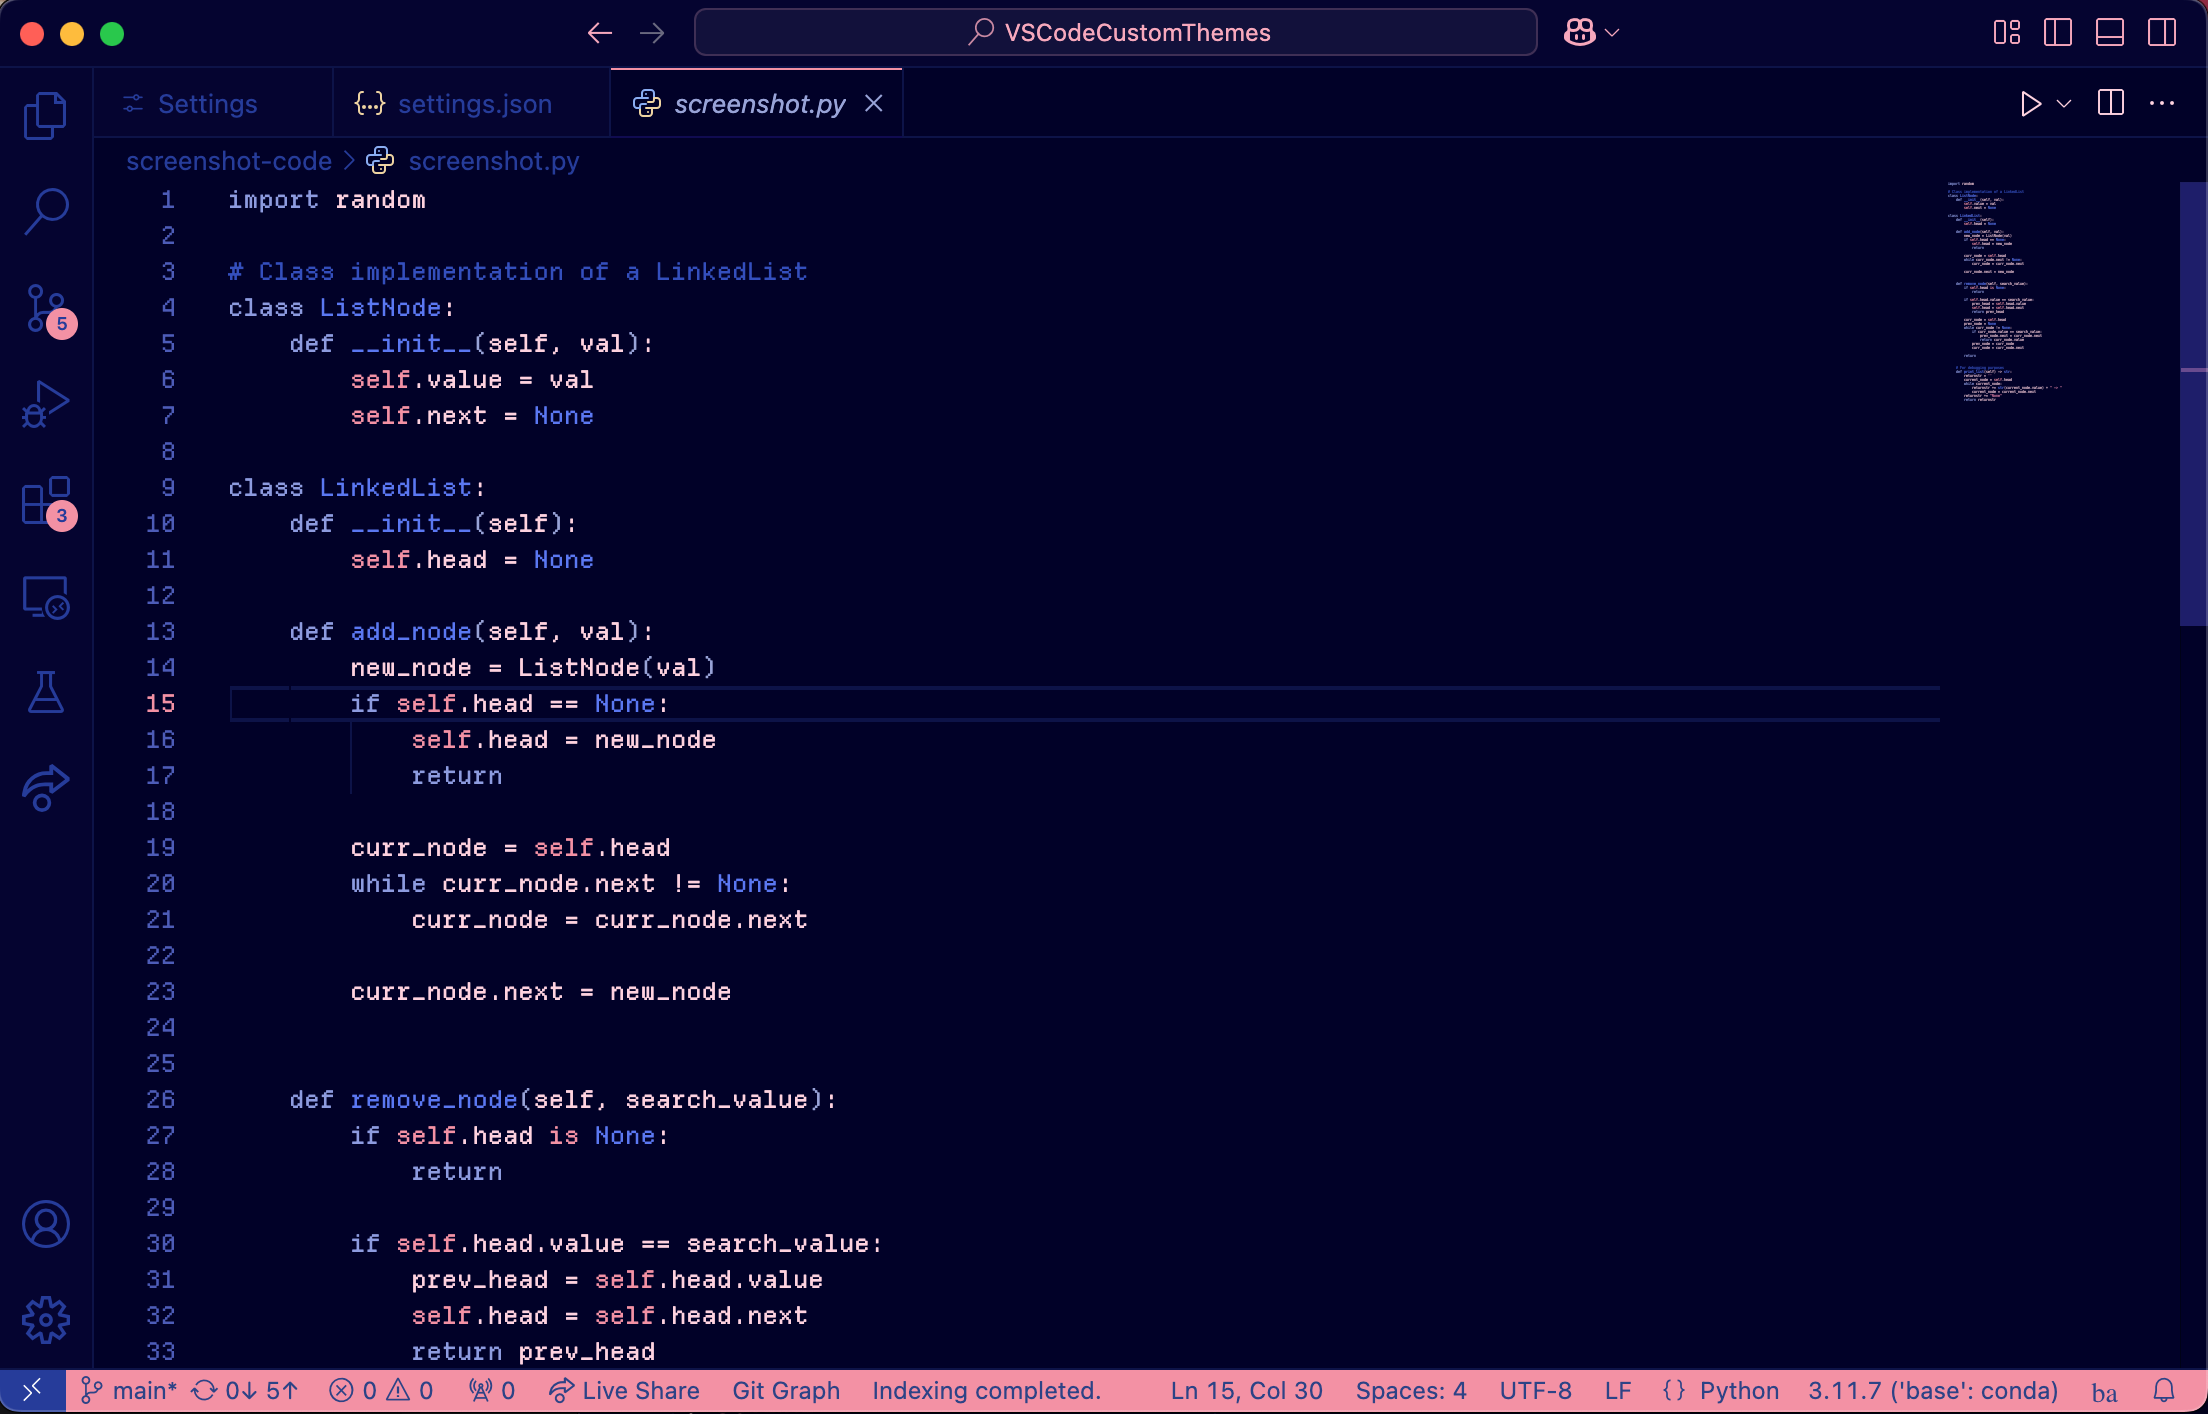 VSCodeCustomThemes
Settings
{...} settings.json
screenshot.py
screenshot-code > screenshot.py
1 import random
2
3 # Class implementation of a LinkedList
4 class ListNode:
5     def __init__(self, val):
6         self.value = val
7         self.next = None
8
9 class LinkedList:
10     def __init__(self):
11         self.head = None
12
13     def add_node(self, val):
14         new_node = ListNode(val)
15         if self.head == None:
16             self.head = new_node
17             return
18
19         curr_node = self.head
20         while curr_node.next != None:
21             curr_node = curr_node.next
22
23         curr_node.next = new_node
24
25
26     def remove_node(self, search_value):
27         if self.head is None:
28             return
29
30         if self.head.value == search_value:
31             prev_head = self.head.value
32             self.head = self.head.next
33             return prev_head
5
3
main* 0↓ 5↑ 0 0 0 Live Share Git Graph Indexing completed. Ln 15, Col 30 Spaces: 4 UTF-8 LF {} Python 3.11.7 ('base': conda) ba